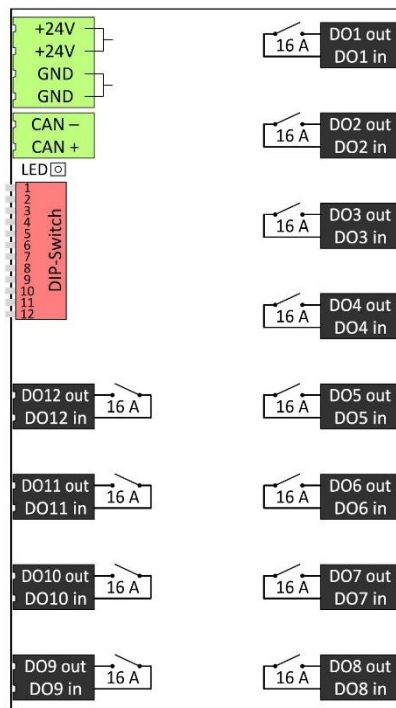 +24V
+24V
GND
GND
CAN –
CAN +
LED
1
2
3
4
5
6
7
8
9
10
11
12
DIP-Switch
DO12 out
DO12 in
16 A
DO11 out
DO11 in
16 A
DO10 out
DO10 in
16 A
DO9 out
DO9 in
16 A
16 A
DO1 out
DO1 in
16 A
DO2 out
DO2 in
16 A
DO3 out
DO3 in
16 A
DO4 out
DO4 in
16 A
DO5 out
DO5 in
16 A
DO6 out
DO6 in
16 A
DO7 out
DO7 in
16 A
DO8 out
DO8 in